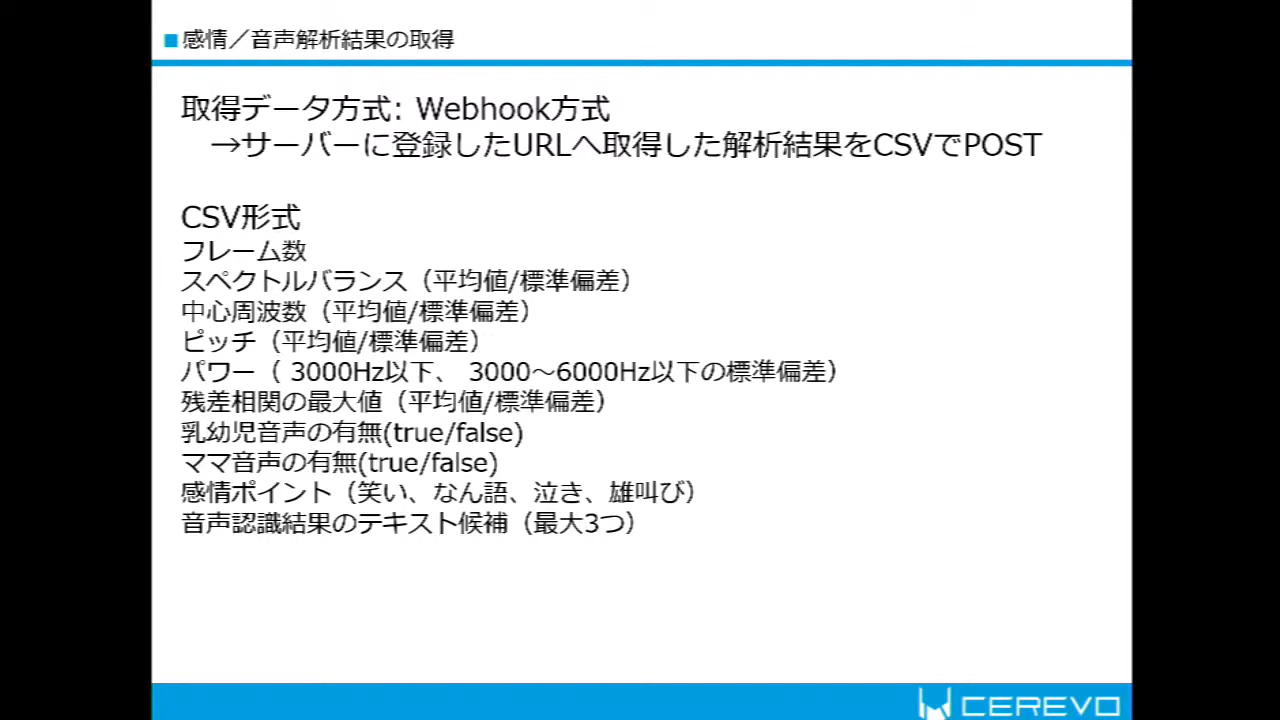 ■感情／音声解析結果の取得
取得データ方式: Webhook方式
→サーバーに登録したURLへ取得した解析結果をCSVでPOST
CSV形式
フレーム数
スペクトルバランス（平均値/標準偏差）
中心周波数（平均値/標準偏差）
ピッチ（平均値/標準偏差）
パワー（ 3000Hz以下、 3000～6000Hz以下の標準偏差）
残差相関の最大値（平均値/標準偏差）
乳幼児音声の有無(true/false)
ママ音声の有無(true/false)
感情ポイント（笑い、なん語、泣き、雄叫び）
音声認識結果のテキスト候補（最大3つ）
CEREVO